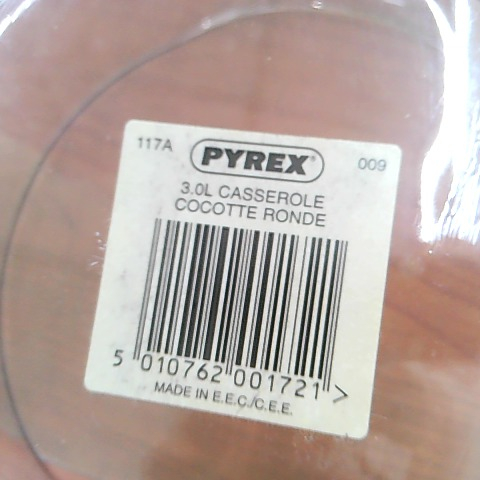 117A PYREX® 009
3.0L CASSEROLE
COCOTTE RONDE
5 010762 001721 >
MADE IN E.E.C./C.E.E.